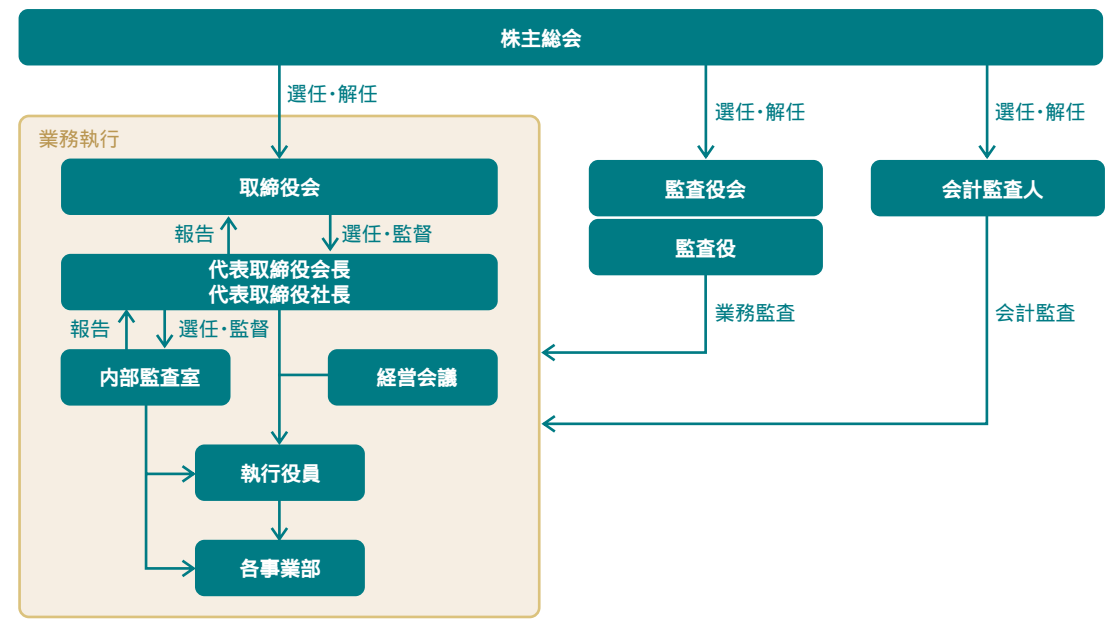 株主総会
選任・解任
選任・解任
選任・解任
業務執行
取締役会
監査役会
会計監査人
報告
選任・監督
監査役
代表取締役会長
代表取締役社長
報告
選任・監督
業務監査
会計監査
内部監査室
経営会議
執行役員
各事業部